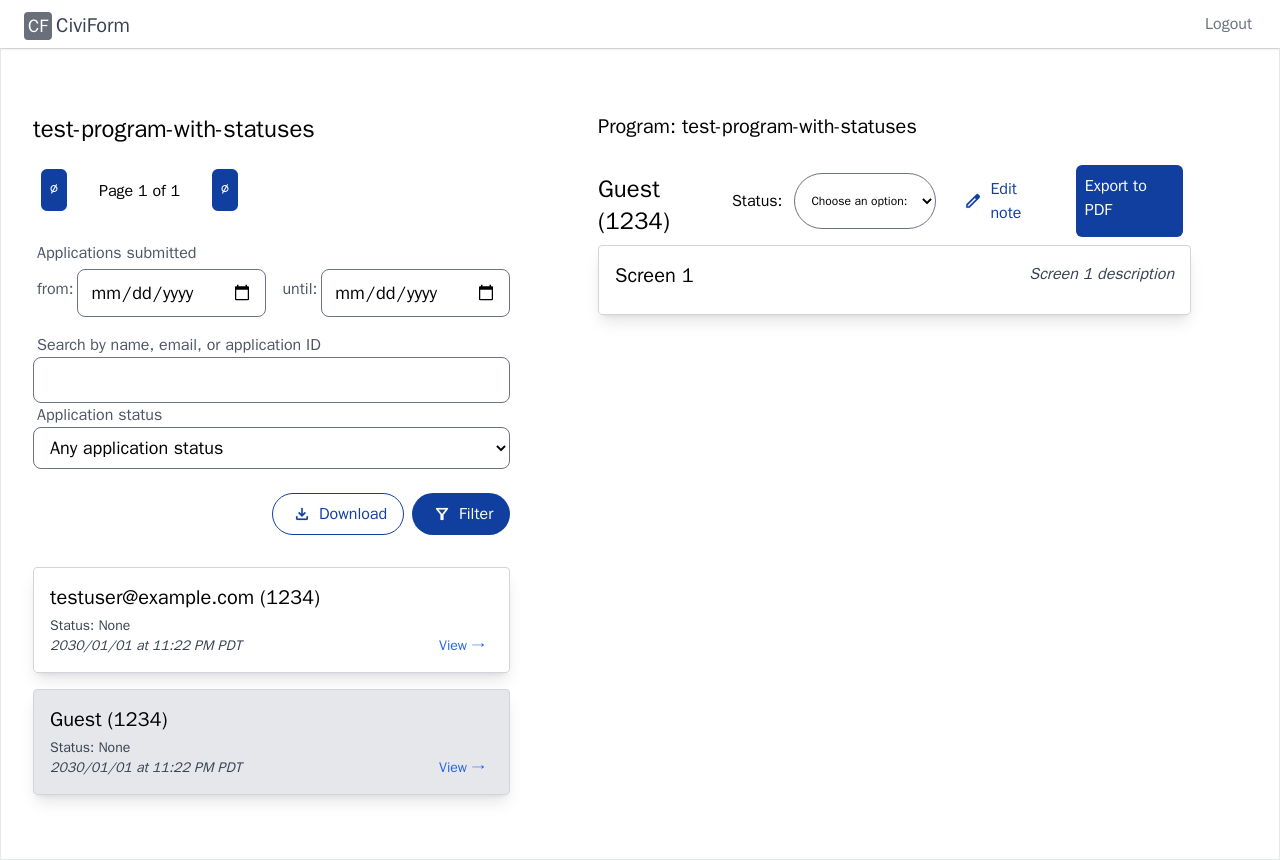 CF CiviForm
Logout
test-program-with-statuses
∅ Page 1 of 1 ∅
Applications submitted
from: mm/dd/yyyy until: mm/dd/yyyy
Search by name, email, or application ID
Application status
Any application status
Download Filter
testuser@example.com (1234)
Status: None
2030/01/01 at 11:22 PM PDT View →
Guest (1234)
Status: None
2030/01/01 at 11:22 PM PDT View →
Program: test-program-with-statuses
Guest
(1234)
Status: Choose an option:
Edit
note
Export to
PDF
Screen 1 Screen 1 description